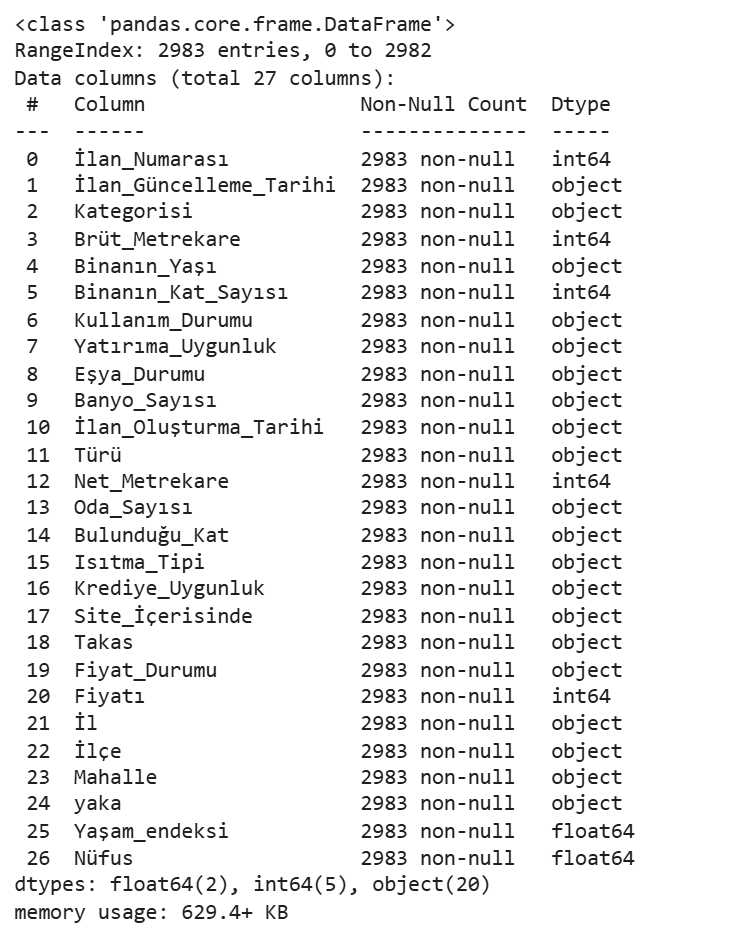 <class 'pandas.core.frame.DataFrame'>
RangeIndex: 2983 entries, 0 to 2982
Data columns (total 27 columns):
 #   Column                  Non-Null Count  Dtype
---  ------                  --------------  -----
 0   İlan_Numarası           2983 non-null   int64
 1   İlan_Güncelleme_Tarihi  2983 non-null   object
 2   Kategorisi              2983 non-null   object
 3   Brüt_Metrekare          2983 non-null   int64
 4   Binanın_Yaşı            2983 non-null   object
 5   Binanın_Kat_Sayısı      2983 non-null   int64
 6   Kullanım_Durumu         2983 non-null   object
 7   Yatırıma_Uygunluk       2983 non-null   object
 8   Eşya_Durumu             2983 non-null   object
 9   Banyo_Sayısı            2983 non-null   object
 10  İlan_Oluşturma_Tarihi   2983 non-null   object
 11  Türü                    2983 non-null   object
 12  Net_Metrekare           2983 non-null   int64
 13  Oda_Sayısı              2983 non-null   object
 14  Bulunduğu_Kat           2983 non-null   object
 15  Isıtma_Tipi             2983 non-null   object
 16  Krediye_Uygunluk        2983 non-null   object
 17  Site_İçerisinde         2983 non-null   object
 18  Takas                   2983 non-null   object
 19  Fiyat_Durumu            2983 non-null   object
 20  Fiyatı                  2983 non-null   int64
 21  İl                      2983 non-null   object
 22  İlçe                    2983 non-null   object
 23  Mahalle                 2983 non-null   object
 24  yaka                    2983 non-null   object
 25  Yaşam_endeksi           2983 non-null   float64
 26  Nüfus                   2983 non-null   float64
dtypes: float64(2), int64(5), object(20)
memory usage: 629.4+ KB